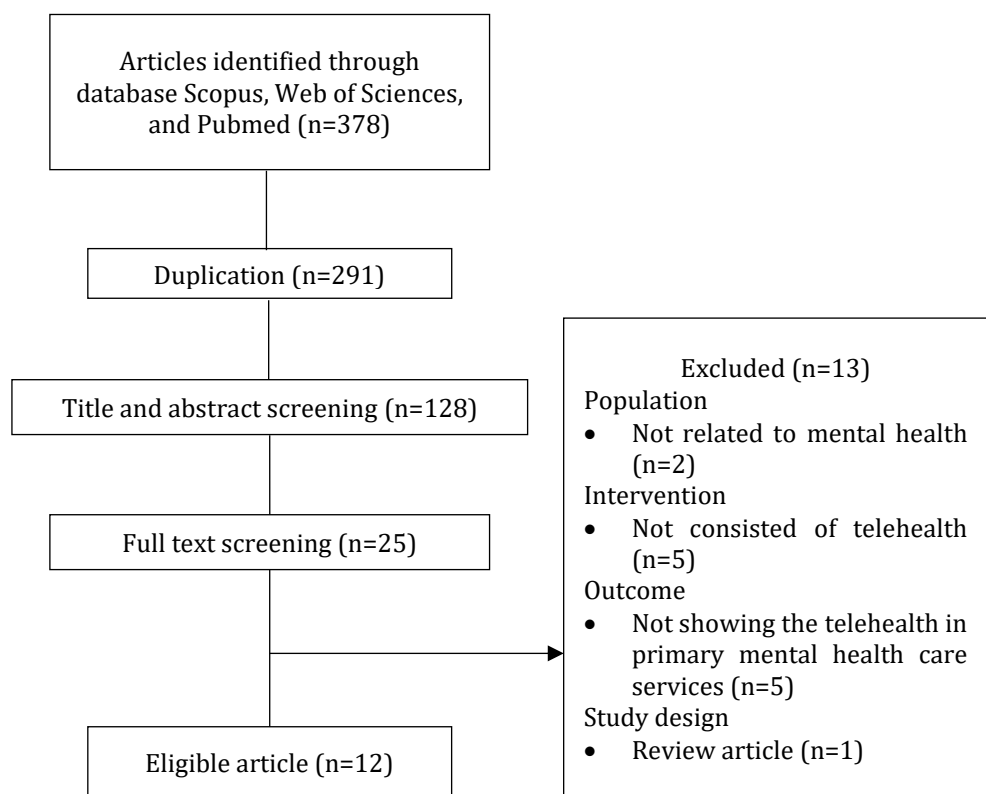 Articles identified through
database Scopus, Web of Sciences,
and Pubmed (n=378)
Duplication (n=291)
Title and abstract screening (n=128)
Full text screening (n=25)
Excluded (n=13)
Population
• Not related to mental health
(n=2)
Intervention
• Not consisted of telehealth
(n=5)
Outcome
• Not showing the telehealth in
primary mental health care
services (n=5)
Study design
• Review article (n=1)
Eligible article (n=12)